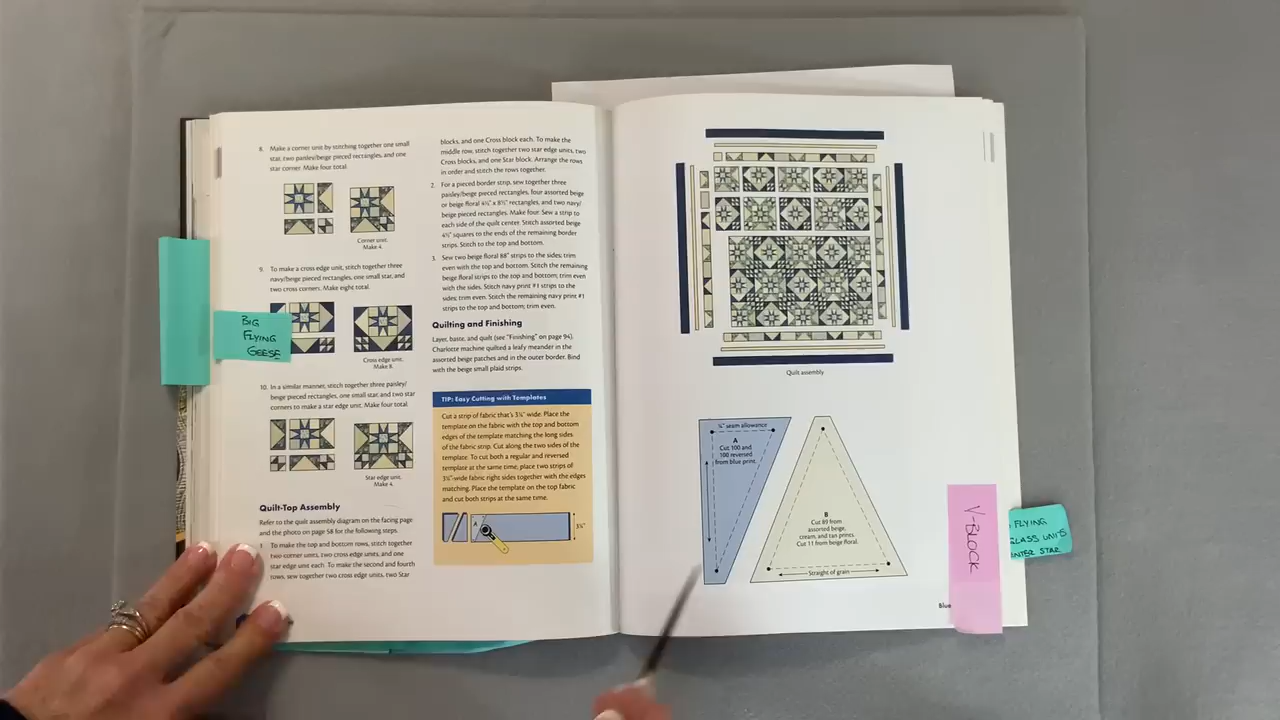 8. Make a corner unit by stitching together one small
star, two paisley/beige pieced rectangles, and one
star corner. Make four total.
Corner unit.
Make 4.
9. To make a cross edge unit, stitch together three
navy/beige pieced rectangles, one small star, and
two cross corners. Make eight total.
BIG
FLYING
GEESE
Cross edge unit.
Make 8.
10. In a similar manner, stitch together three paisley/
beige pieced rectangles, one small star, and two star
corners to make a star edge unit. Make four total.
Star edge unit.
Make 4.
Quilt-Top Assembly
Refer to the quilt assembly diagram on the facing page
and the photo on page 58 for the following steps.
1 To make the top and bottom rows, stitch together
two corner units, two cross edge units, and one
star edge unit each. To make the second and fourth
rows, sew together two cross edge units, two Star
blocks, and one Cross block each. To make the
middle row, stitch together two star edge units, two
Cross blocks, and one Star block. Arrange the rows
in order and stitch the rows together.
2. For a pieced border strip, sew together three
paisley/beige pieced rectangles, four assorted beige
or beige floral 4½" x 8½" rectangles, and two navy/
beige pieced rectangles. Make four. Sew a strip to
each side of the quilt center. Stitch assorted beige
4½" squares to the ends of the remaining border
strips. Stitch to the top and bottom.
3. Sew two beige floral 88" strips to the sides; trim
even with the top and bottom. Stitch the remaining
beige floral strips to the top and bottom; trim even
with the sides. Stitch navy print #1 strips to the
sides; trim even. Stitch the remaining navy print #1
strips to the top and bottom; trim even.
Quilting and Finishing
Layer, baste, and quilt (see "Finishing" on page 94).
Charlotte machine quilted a leafy meander in the
assorted beige patches and in the outer border. Bind
with the beige small plaid strips.
TIP: Easy Cutting with Templates
Cut a strip of fabric that's 3¼" wide. Place the
template on the fabric with the top and bottom
edges of the template matching the long sides
of the fabric strip. Cut along the two sides of the
template. To cut both a regular and reversed
template at the same time, place two strips of
3¼"-wide fabric right sides together with the edges
matching. Place the template on the top fabric
and cut both strips at the same time.
A
3¼"
Quilt assembly
¼" seam allowance
A
Cut 100 and
100 reversed
from blue print.
B
Cut 89 from
assorted beige,
cream, and tan prints.
Cut 11 from beige floral.
Straight of grain
V-BLOCK
FLYING
GLASS UNITS
Blue